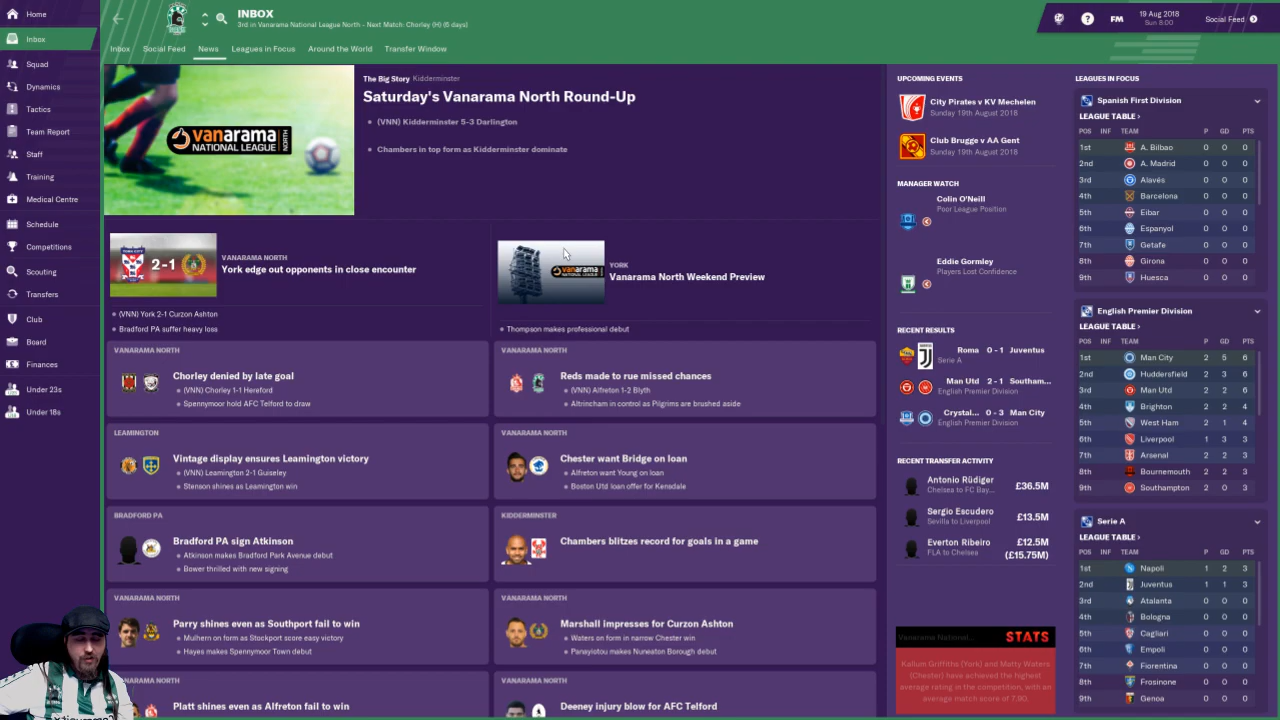 Home
Inbox
Squad
Dynamics
Tactics
Team Report
Staff
Training
Medical Centre
Schedule
Competitions
Scouting
Transfers
Club
Board
Finances
Under 23s
Under 18s
INBOX
3rd in Vanarama National League North - Next Match: Chorley (H) (6 days)
FM
19 Aug 2018
Sun 8:00
Social Feed
Inbox Social Feed News Leagues in Focus Around the World Transfer Window
vanarama
NATIONAL LEAGUE NORTH
The Big Story Kidderminster
Saturday's Vanarama North Round-Up
(VNN) Kidderminster 5-3 Darlington
Chambers in top form as Kidderminster dominate
2-1
VANARAMA NORTH
York edge out opponents in close encounter
(VNN) York 2-1 Curzon Ashton
Bradford PA suffer heavy loss
vanarama
YORK
Vanarama North Weekend Preview
Thompson makes professional debut
VANARAMA NORTH
Chorley denied by late goal
(VNN) Chorley 1-1 Hereford
Spennymoor hold AFC Telford to draw
VANARAMA NORTH
Reds made to rue missed chances
(VNN) Alfreton 1-2 Blyth
Altrincham in control as Pilgrims are brushed aside
LEAMINGTON
Vintage display ensures Leamington victory
(VNN) Leamington 2-1 Guiseley
Stenson shines as Leamington win
VANARAMA NORTH
Chester want Bridge on loan
Alfreton want Young on loan
Boston Utd loan offer for Kensdale
BRADFORD PA
Bradford PA sign Atkinson
Atkinson makes Bradford Park Avenue debut
Bower thrilled with new signing
KIDDERMINSTER
Chambers blitzes record for goals in a game
VANARAMA NORTH
Parry shines even as Southport fail to win
Mulhern on form as Stockport score easy victory
Hayes makes Spennymoor Town debut
VANARAMA NORTH
Marshall impresses for Curzon Ashton
Waters on form in narrow Chester win
Panayiotou makes Nuneaton Borough debut
VANARAMA NORTH
Platt shines even as Alfreton fail to win
VANARAMA NORTH
Deeney injury blow for AFC Telford
UPCOMING EVENTS
City Pirates v KV Mechelen
Sunday 19th August 2018
Club Brugge v AA Gent
Sunday 19th August 2018
MANAGER WATCH
Colin O'Neill
Poor League Position
Eddie Gormley
Players Lost Confidence
RECENT RESULTS
Roma 0 - 1 Juventus
Serie A
Man Utd 2 - 1 Southam...
English Premier Division
Crystal... 0 - 3 Man City
English Premier Division
RECENT TRANSFER ACTIVITY
Antonio Rüdiger £36.5M
Chelsea to FC Bay...
Sergio Escudero £13.5M
Sevilla to Liverpool
Everton Ribeiro £12.5M
FLA to Chelsea (£15.75M)
Vanarama National... STATS
Kallum Griffiths (York) and Matty Waters
(Chester) have achieved the highest
average rating in the competition, with an
average match score of 7.90.
LEAGUES IN FOCUS
Spanish First Division
LEAGUE TABLE ›
POS INF TEAM P GD PTS
1st A. Bilbao 0 0 0
2nd A. Madrid 0 0 0
3rd Alavés 0 0 0
4th Barcelona 0 0 0
5th Eibar 0 0 0
6th Espanyol 0 0 0
7th Getafe 0 0 0
8th Girona 0 0 0
9th Huesca 0 0 0
English Premier Division
LEAGUE TABLE ›
POS INF TEAM P GD PTS
1st Man City 2 5 6
2nd Huddersfield 2 3 6
3rd Man Utd 2 2 6
4th Brighton 2 2 4
5th West Ham 2 1 4
6th Liverpool 1 3 3
7th Arsenal 2 2 3
8th Bournemouth 2 2 3
9th Southampton 2 0 3
Serie A
LEAGUE TABLE ›
POS INF TEAM P GD PTS
1st Napoli 1 2 3
2nd Juventus 1 1 3
3rd Atalanta 0 0 0
4th Bologna 0 0 0
5th Cagliari 0 0 0
6th Empoli 0 0 0
7th Fiorentina 0 0 0
8th Frosinone 0 0 0
9th Genoa 0 0 0